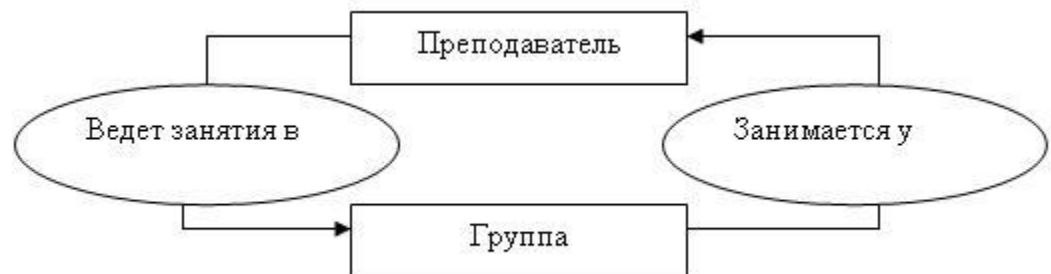 Преподаватель
Ведет занятия в
Занимается у
Группа